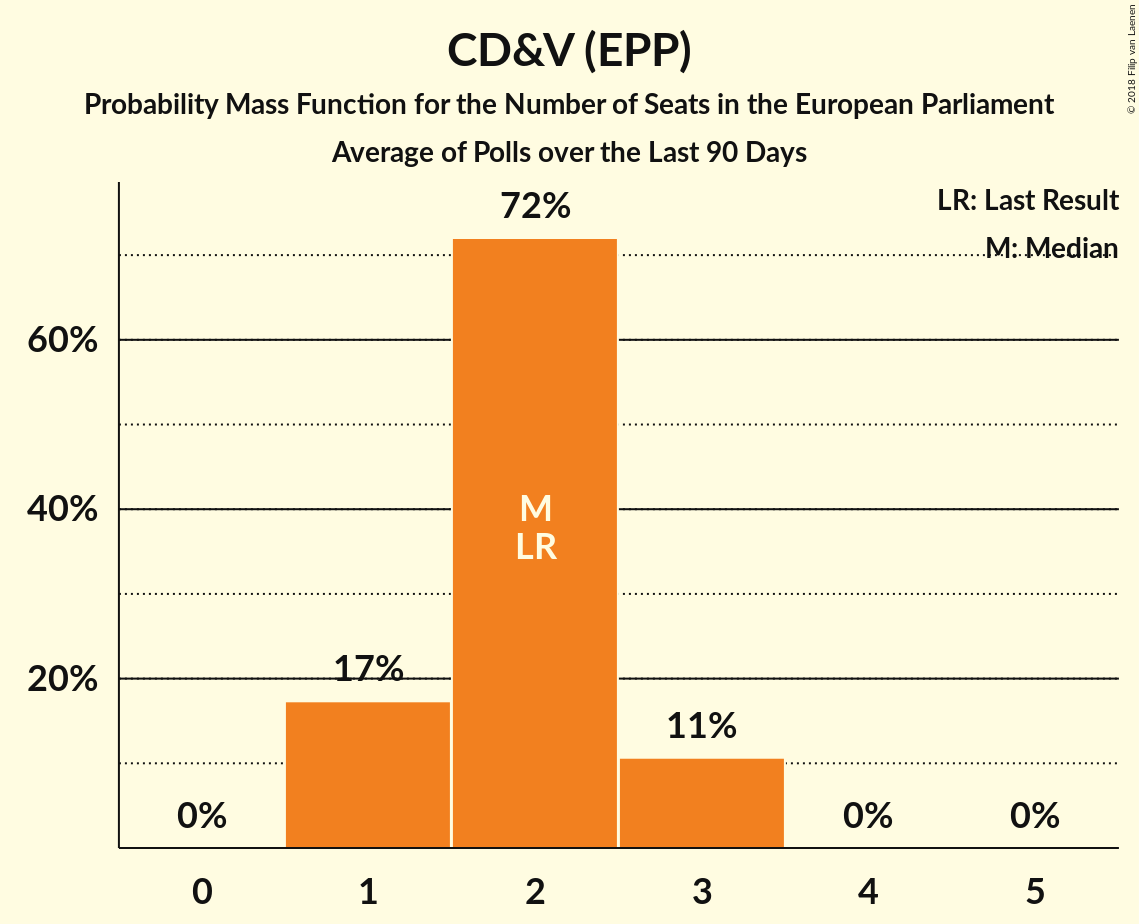 CD&V (EPP)
Probability Mass Function for the Number of Seats in the European Parliament
Average of Polls over the Last 90 Days
© 2018 Filip van Laenen
LR: Last Result
M: Median
72%
60%
40%
M
LR
20%
17%
11%
0%
0%
0%
0
1
2
3
4
5